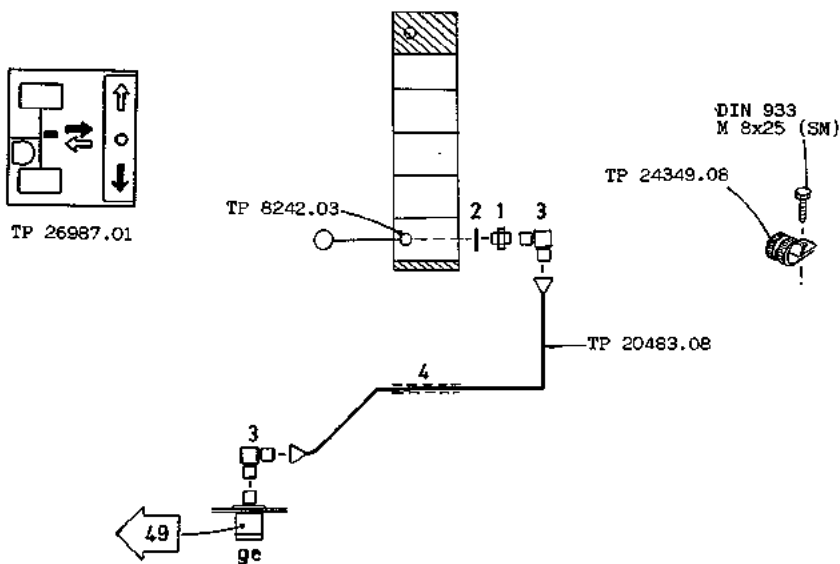 DIN 933
M 8x25 (SM)
TP 24349.08
TP 8242.03
2 1 3
TP 26987.01
TP 20483.08
4
3
49
ge